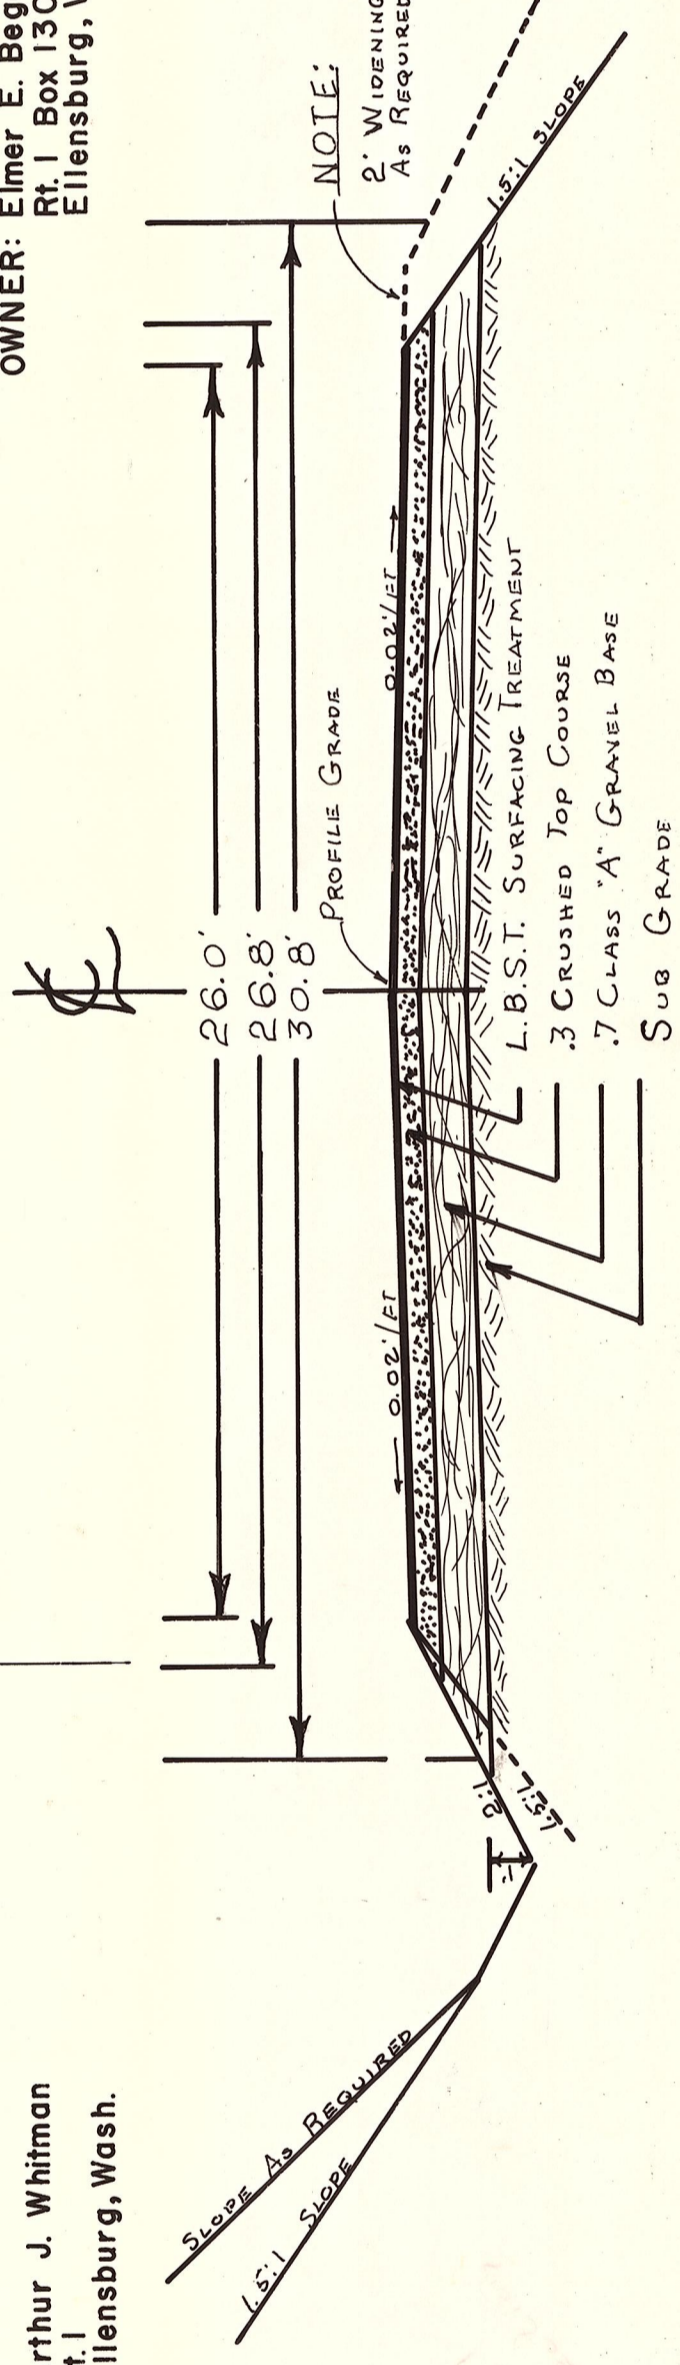 rthur J. Whitman
t. 1
llensburg, Wash.
OWNER: Elmer E. Beg
Rt. 1 Box 130
Ellensburg, W
℄
26.0'
26.8'
30.8'
NOTE:
2' WIDENING
AS REQUIRED
PROFILE GRADE
SLOPE AS REQUIRED
1.5:1 SLOPE
0.02'/FT
0.02'/FT
1.5:1 SLOPE
2:1
1.5:1
1'
L.B.S.T. SURFACING TREATMENT
.3 CRUSHED TOP COURSE
.7 CLASS "A" GRAVEL BASE
SUB GRADE